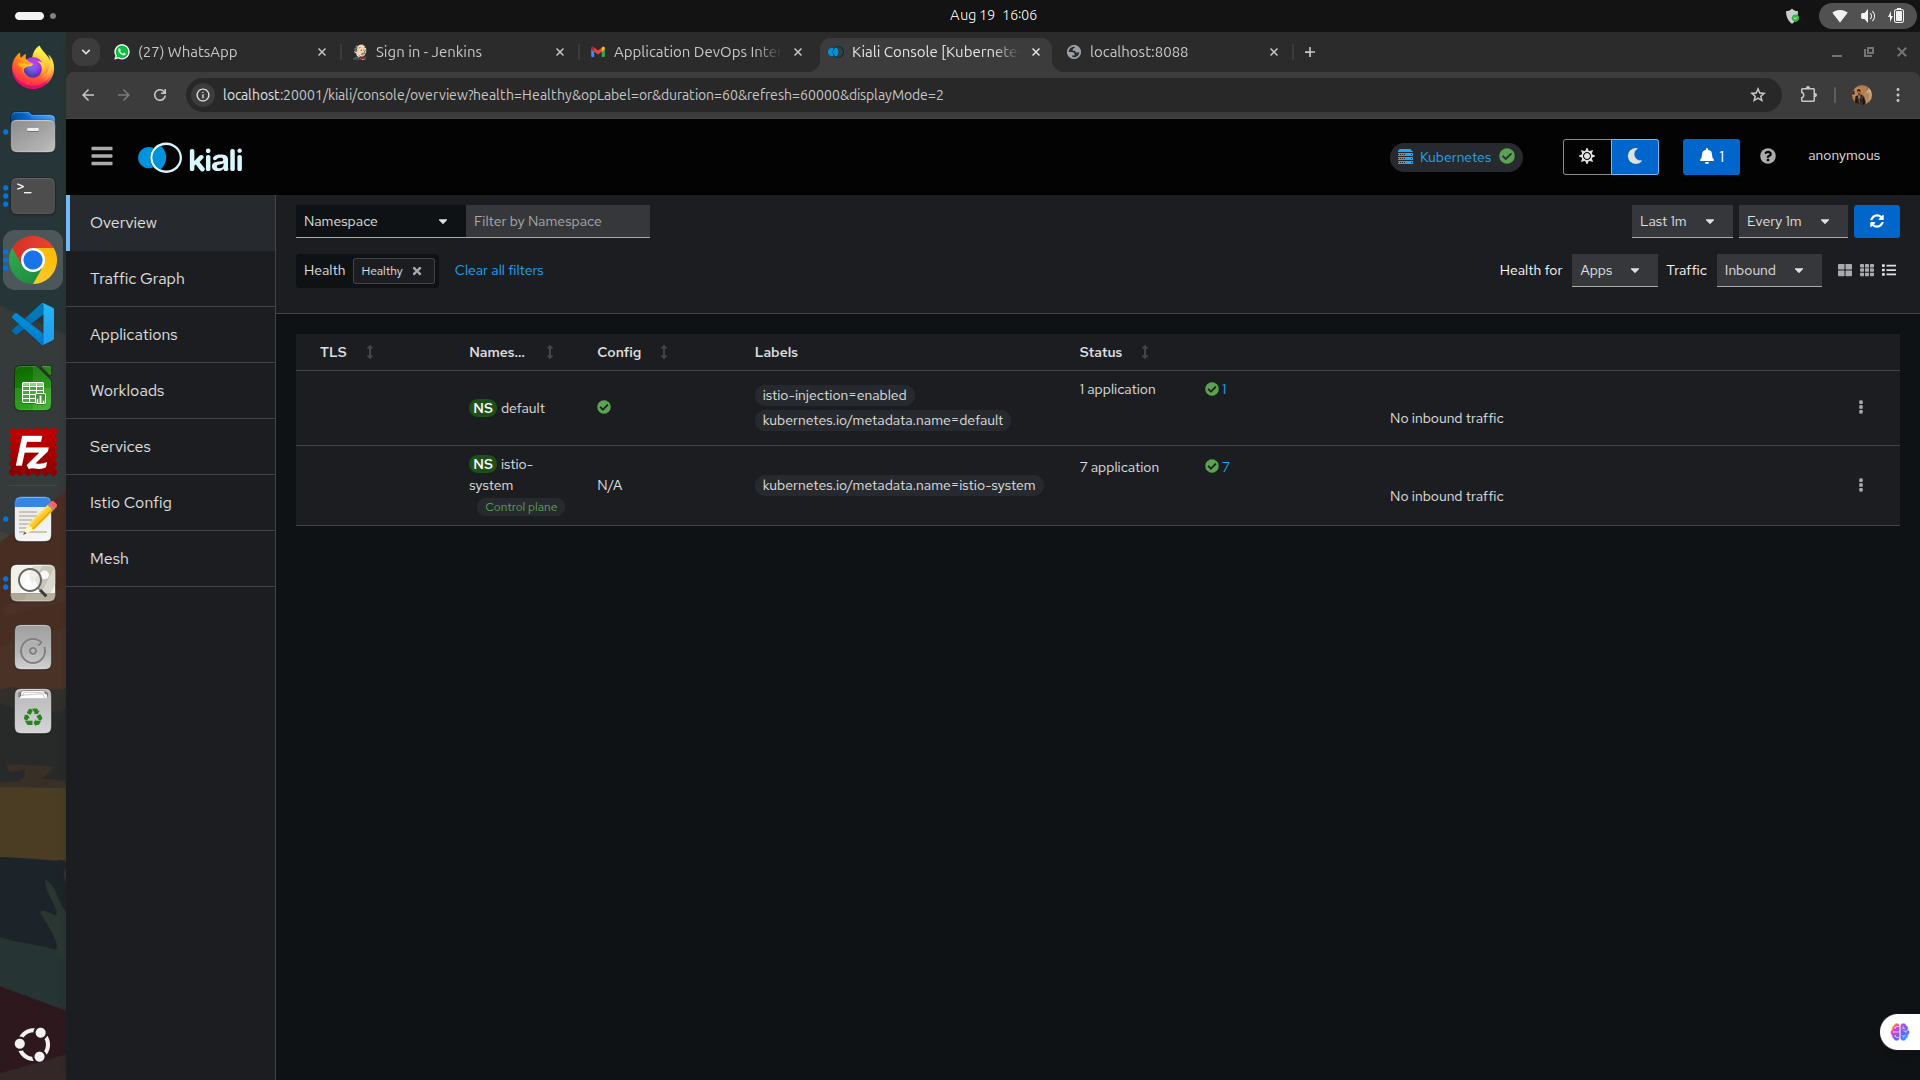 Aug 19 16:06
(27) WhatsApp
Sign in - Jenkins
Application DevOps Inte
Kiali Console [Kubernete
localhost:8088
localhost:20001/kiali/console/overview?health=Healthy&opLabel=or&duration=60&refresh=60000&displayMode=2
kiali
Kubernetes
1
anonymous
Overview
Traffic Graph
Applications
Workloads
Services
Istio Config
Mesh
Namespace
Filter by Namespace
Last 1m
Every 1m
Health
Healthy
Clear all filters
Health for
Apps
Traffic
Inbound
TLS
Names...
Config
Labels
Status
NS default
istio-injection=enabled
kubernetes.io/metadata.name=default
1 application
1
No inbound traffic
NS istio-
system
Control plane
N/A
kubernetes.io/metadata.name=istio-system
7 application
7
No inbound traffic